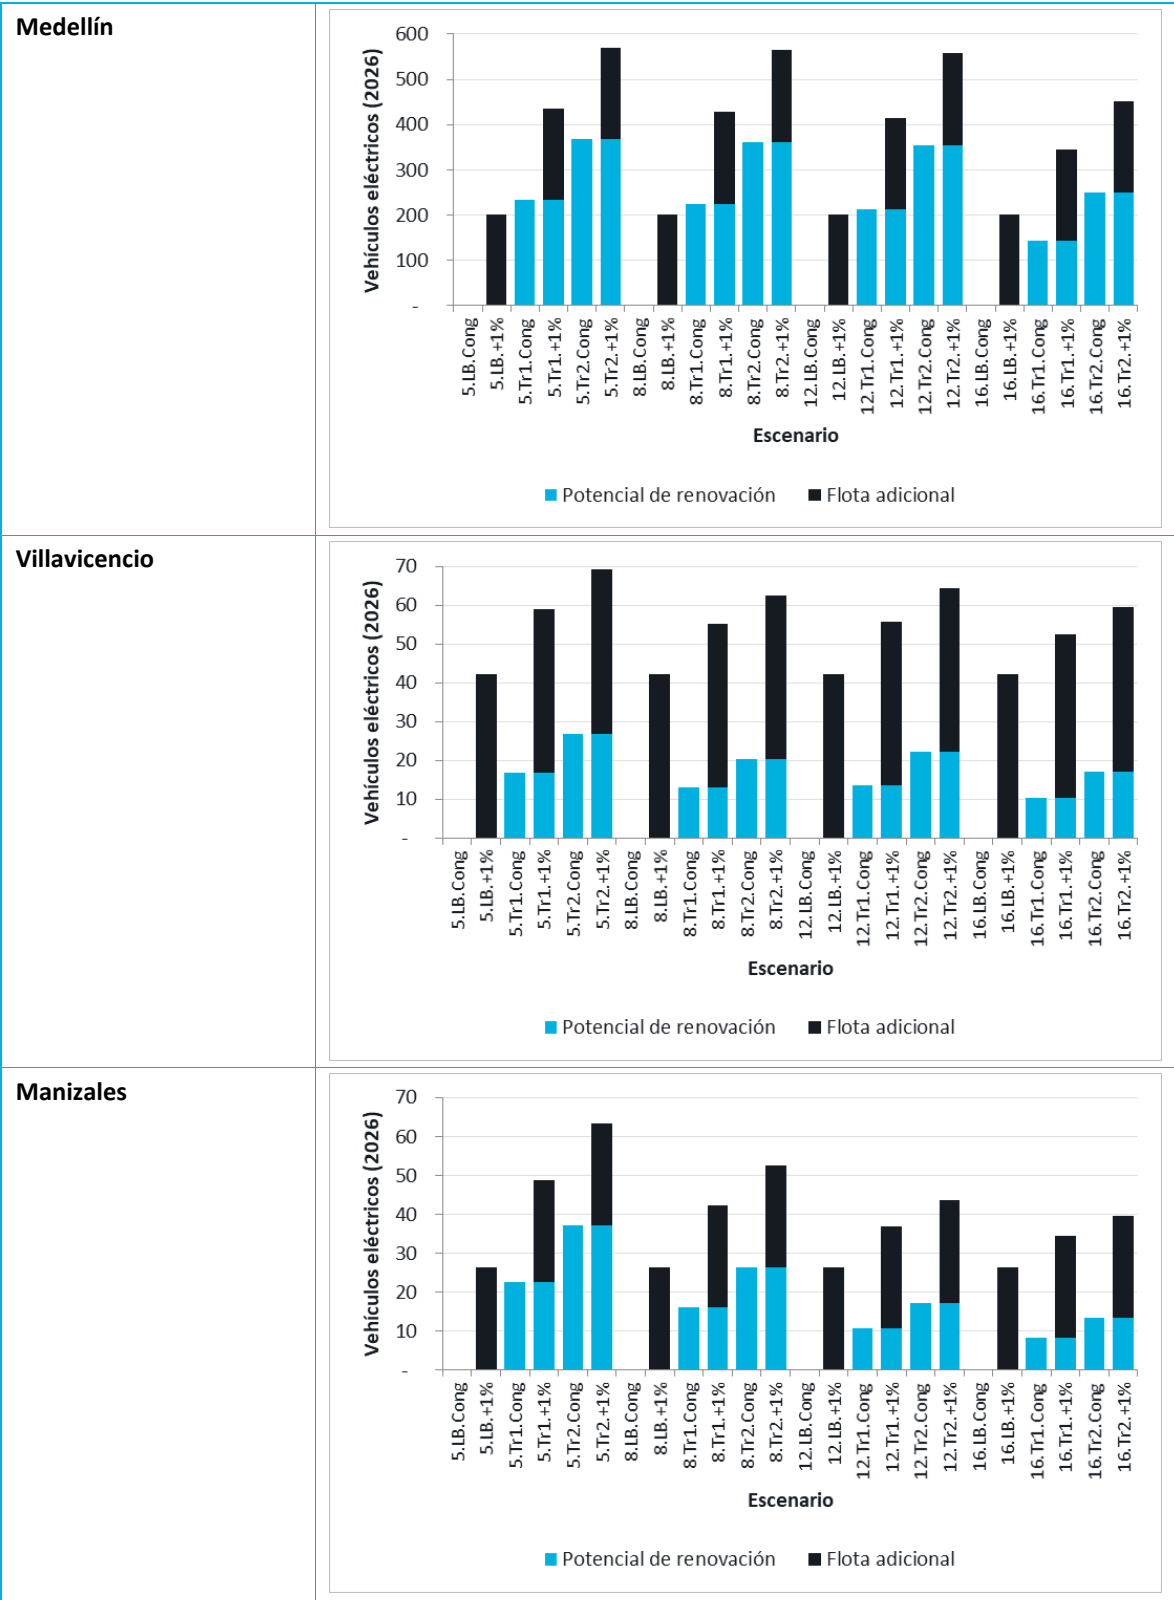 Medellín
Vehículos eléctricos (2026)
600
500
400
300
200
100
-
5.LB.Cong
5.LB.+1%
5.Tr1.Cong
5.Tr1.+1%
5.Tr2.Cong
5.Tr2.+1%
8.LB.Cong
8.LB.+1%
8.Tr1.Cong
8.Tr1.+1%
8.Tr2.Cong
8.Tr2.+1%
12.LB.Cong
12.LB.+1%
12.Tr1.Cong
12.Tr1.+1%
12.Tr2.Cong
12.Tr2.+1%
16.LB.Cong
16.LB.+1%
16.Tr1.Cong
16.Tr1.+1%
16.Tr2.Cong
16.Tr2.+1%
Escenario
Potencial de renovación Flota adicional
Villavicencio
Vehículos eléctricos (2026)
70
60
50
40
30
20
10
-
5.LB.Cong
5.LB.+1%
5.Tr1.Cong
5.Tr1.+1%
5.Tr2.Cong
5.Tr2.+1%
8.LB.Cong
8.LB.+1%
8.Tr1.Cong
8.Tr1.+1%
8.Tr2.Cong
8.Tr2.+1%
12.LB.Cong
12.LB.+1%
12.Tr1.Cong
12.Tr1.+1%
12.Tr2.Cong
12.Tr2.+1%
16.LB.Cong
16.LB.+1%
16.Tr1.Cong
16.Tr1.+1%
16.Tr2.Cong
16.Tr2.+1%
Escenario
Potencial de renovación Flota adicional
Manizales
Vehículos eléctricos (2026)
70
60
50
40
30
20
10
-
5.LB.Cong
5.LB.+1%
5.Tr1.Cong
5.Tr1.+1%
5.Tr2.Cong
5.Tr2.+1%
8.LB.Cong
8.LB.+1%
8.Tr1.Cong
8.Tr1.+1%
8.Tr2.Cong
8.Tr2.+1%
12.LB.Cong
12.LB.+1%
12.Tr1.Cong
12.Tr1.+1%
12.Tr2.Cong
12.Tr2.+1%
16.LB.Cong
16.LB.+1%
16.Tr1.Cong
16.Tr1.+1%
16.Tr2.Cong
16.Tr2.+1%
Escenario
Potencial de renovación Flota adicional